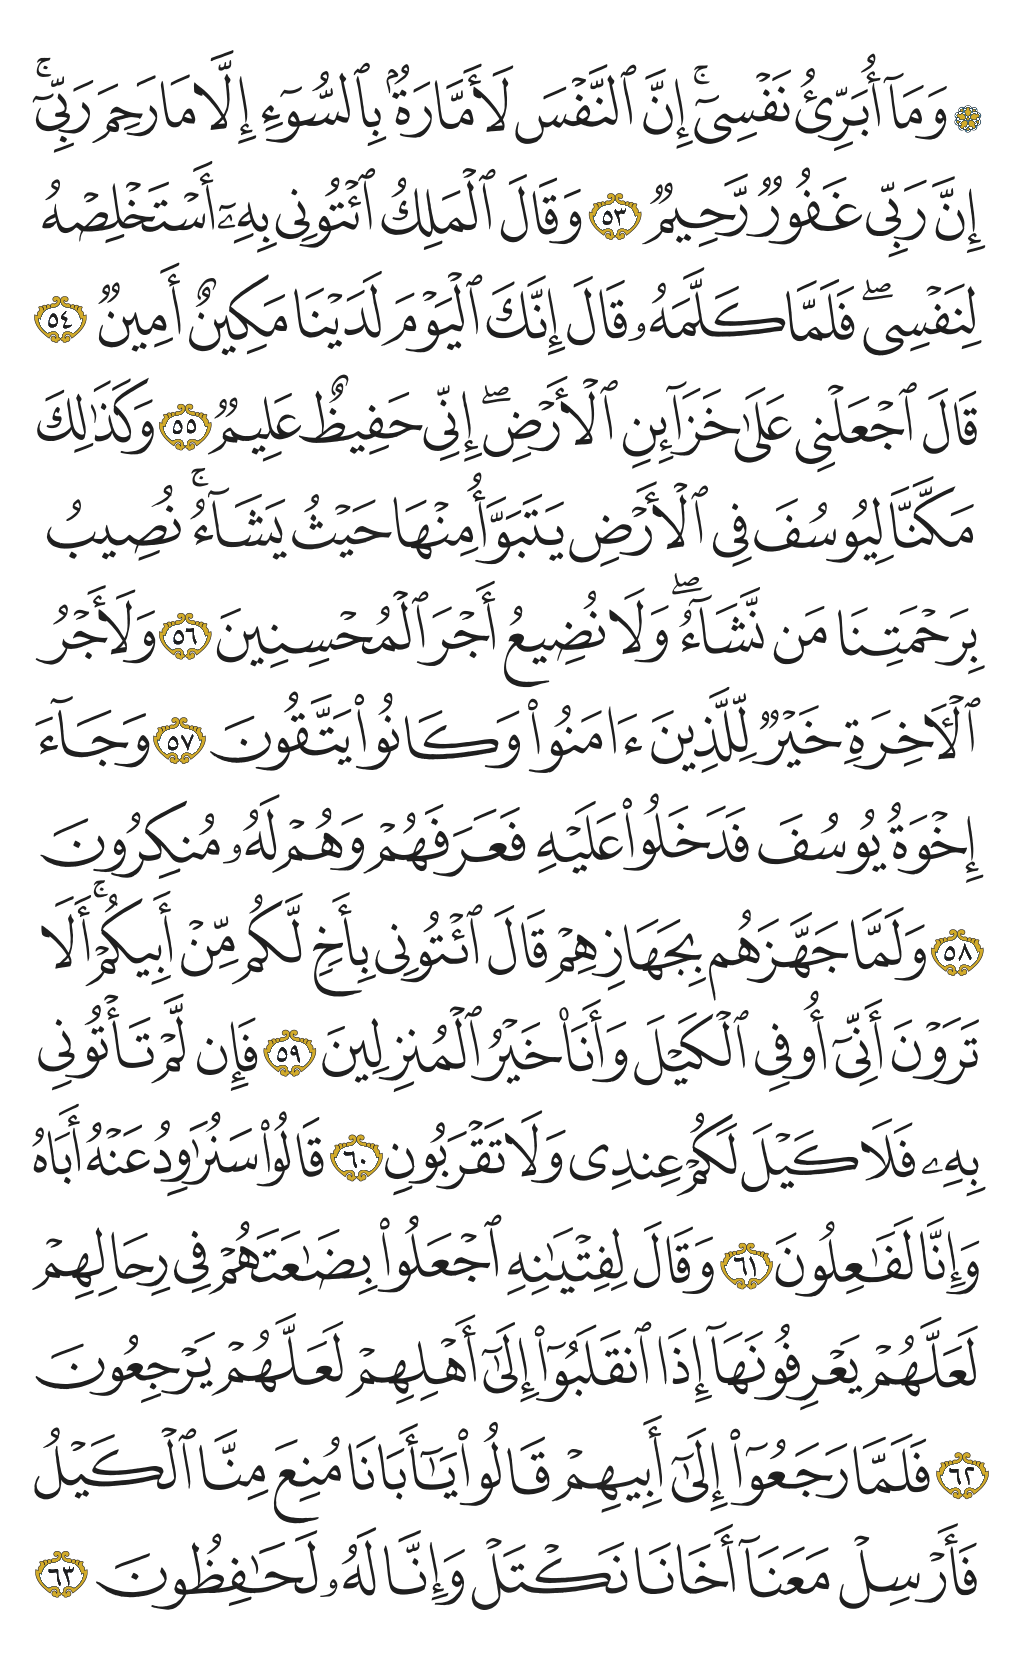 ۞ وَمَآ أُبَرِّئُ نَفْسِىٓ ۚ إِنَّ ٱلنَّفْسَ لَأَمَّارَةٌۢ بِٱلسُّوٓءِ إِلَّا مَا رَحِمَ رَبِّىٓ ۚ
إِنَّ رَبِّى غَفُورٌ رَّحِيمٌ ٥٣ وَقَالَ ٱلْمَلِكُ ٱئْتُونِى بِهِۦٓ أَسْتَخْلِصْهُ
لِنَفْسِى ۖ فَلَمَّا كَلَّمَهُۥ قَالَ إِنَّكَ ٱلْيَوْمَ لَدَيْنَا مَكِينٌ أَمِينٌ ٥٤
قَالَ ٱجْعَلْنِى عَلَىٰ خَزَآئِنِ ٱلْأَرْضِ ۖ إِنِّى حَفِيظٌ عَلِيمٌ ٥٥ وَكَذَٰلِكَ
مَكَّنَّا لِيُوسُفَ فِى ٱلْأَرْضِ يَتَبَوَّأُ مِنْهَا حَيْثُ يَشَآءُ ۚ نُصِيبُ
بِرَحْمَتِنَا مَن نَّشَآءُ ۖ وَلَا نُضِيعُ أَجْرَ ٱلْمُحْسِنِينَ ٥٦ وَلَأَجْرُ
ٱلْـَٔاخِرَةِ خَيْرٌ لِّلَّذِينَ ءَامَنُوا۟ وَكَانُوا۟ يَتَّقُونَ ٥٧ وَجَآءَ
إِخْوَةُ يُوسُفَ فَدَخَلُوا۟ عَلَيْهِ فَعَرَفَهُمْ وَهُمْ لَهُۥ مُنكِرُونَ
٥٨ وَلَمَّا جَهَّزَهُم بِجَهَازِهِمْ قَالَ ٱئْتُونِى بِأَخٍ لَّكُم مِّنْ أَبِيكُمْ ۚ أَلَا
تَرَوْنَ أَنِّىٓ أُوفِى ٱلْكَيْلَ وَأَنَا۠ خَيْرُ ٱلْمُنزِلِينَ ٥٩ فَإِن لَّمْ تَأْتُونِى
بِهِۦ فَلَا كَيْلَ لَكُمْ عِندِى وَلَا تَقْرَبُونِ ٦٠ قَالُوا۟ سَنُرَٰوِدُ عَنْهُ أَبَاهُ
وَإِنَّا لَفَـٰعِلُونَ ٦١ وَقَالَ لِفِتْيَـٰنِهِ ٱجْعَلُوا۟ بِضَـٰعَتَهُمْ فِى رِحَالِهِمْ
لَعَلَّهُمْ يَعْرِفُونَهَآ إِذَا ٱنقَلَبُوٓا۟ إِلَىٰٓ أَهْلِهِمْ لَعَلَّهُمْ يَرْجِعُونَ
٦٢ فَلَمَّا رَجَعُوٓا۟ إِلَىٰٓ أَبِيهِمْ قَالُوا۟ يَـٰٓأَبَانَا مُنِعَ مِنَّا ٱلْكَيْلُ
فَأَرْسِلْ مَعَنَآ أَخَانَا نَكْتَلْ وَإِنَّا لَهُۥ لَحَـٰفِظُونَ ٦٣